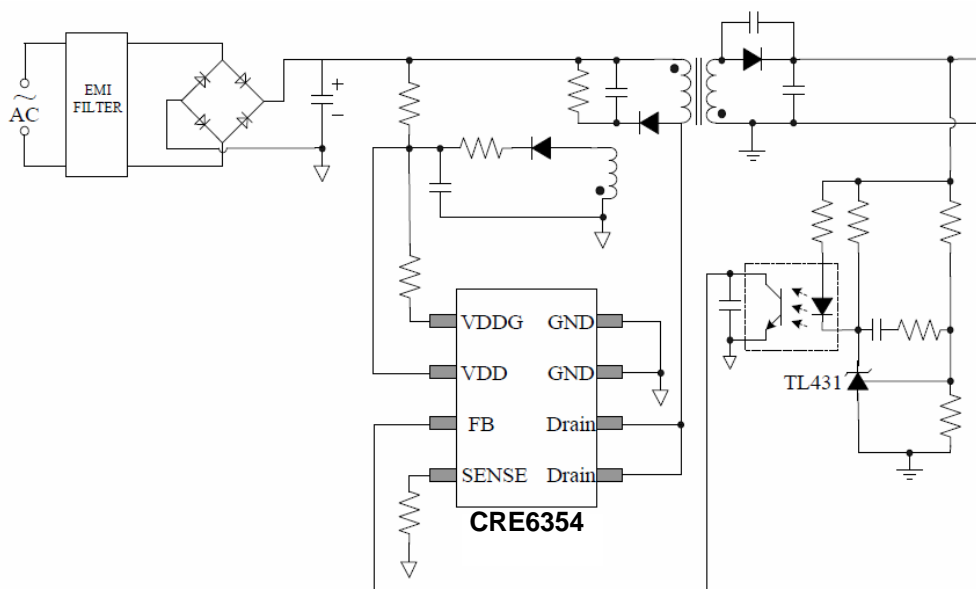 EMI
FILTER
~
AC
+
−
VDDG
GND
VDD
GND
FB
Drain
SENSE
Drain
CRE6354
TL431